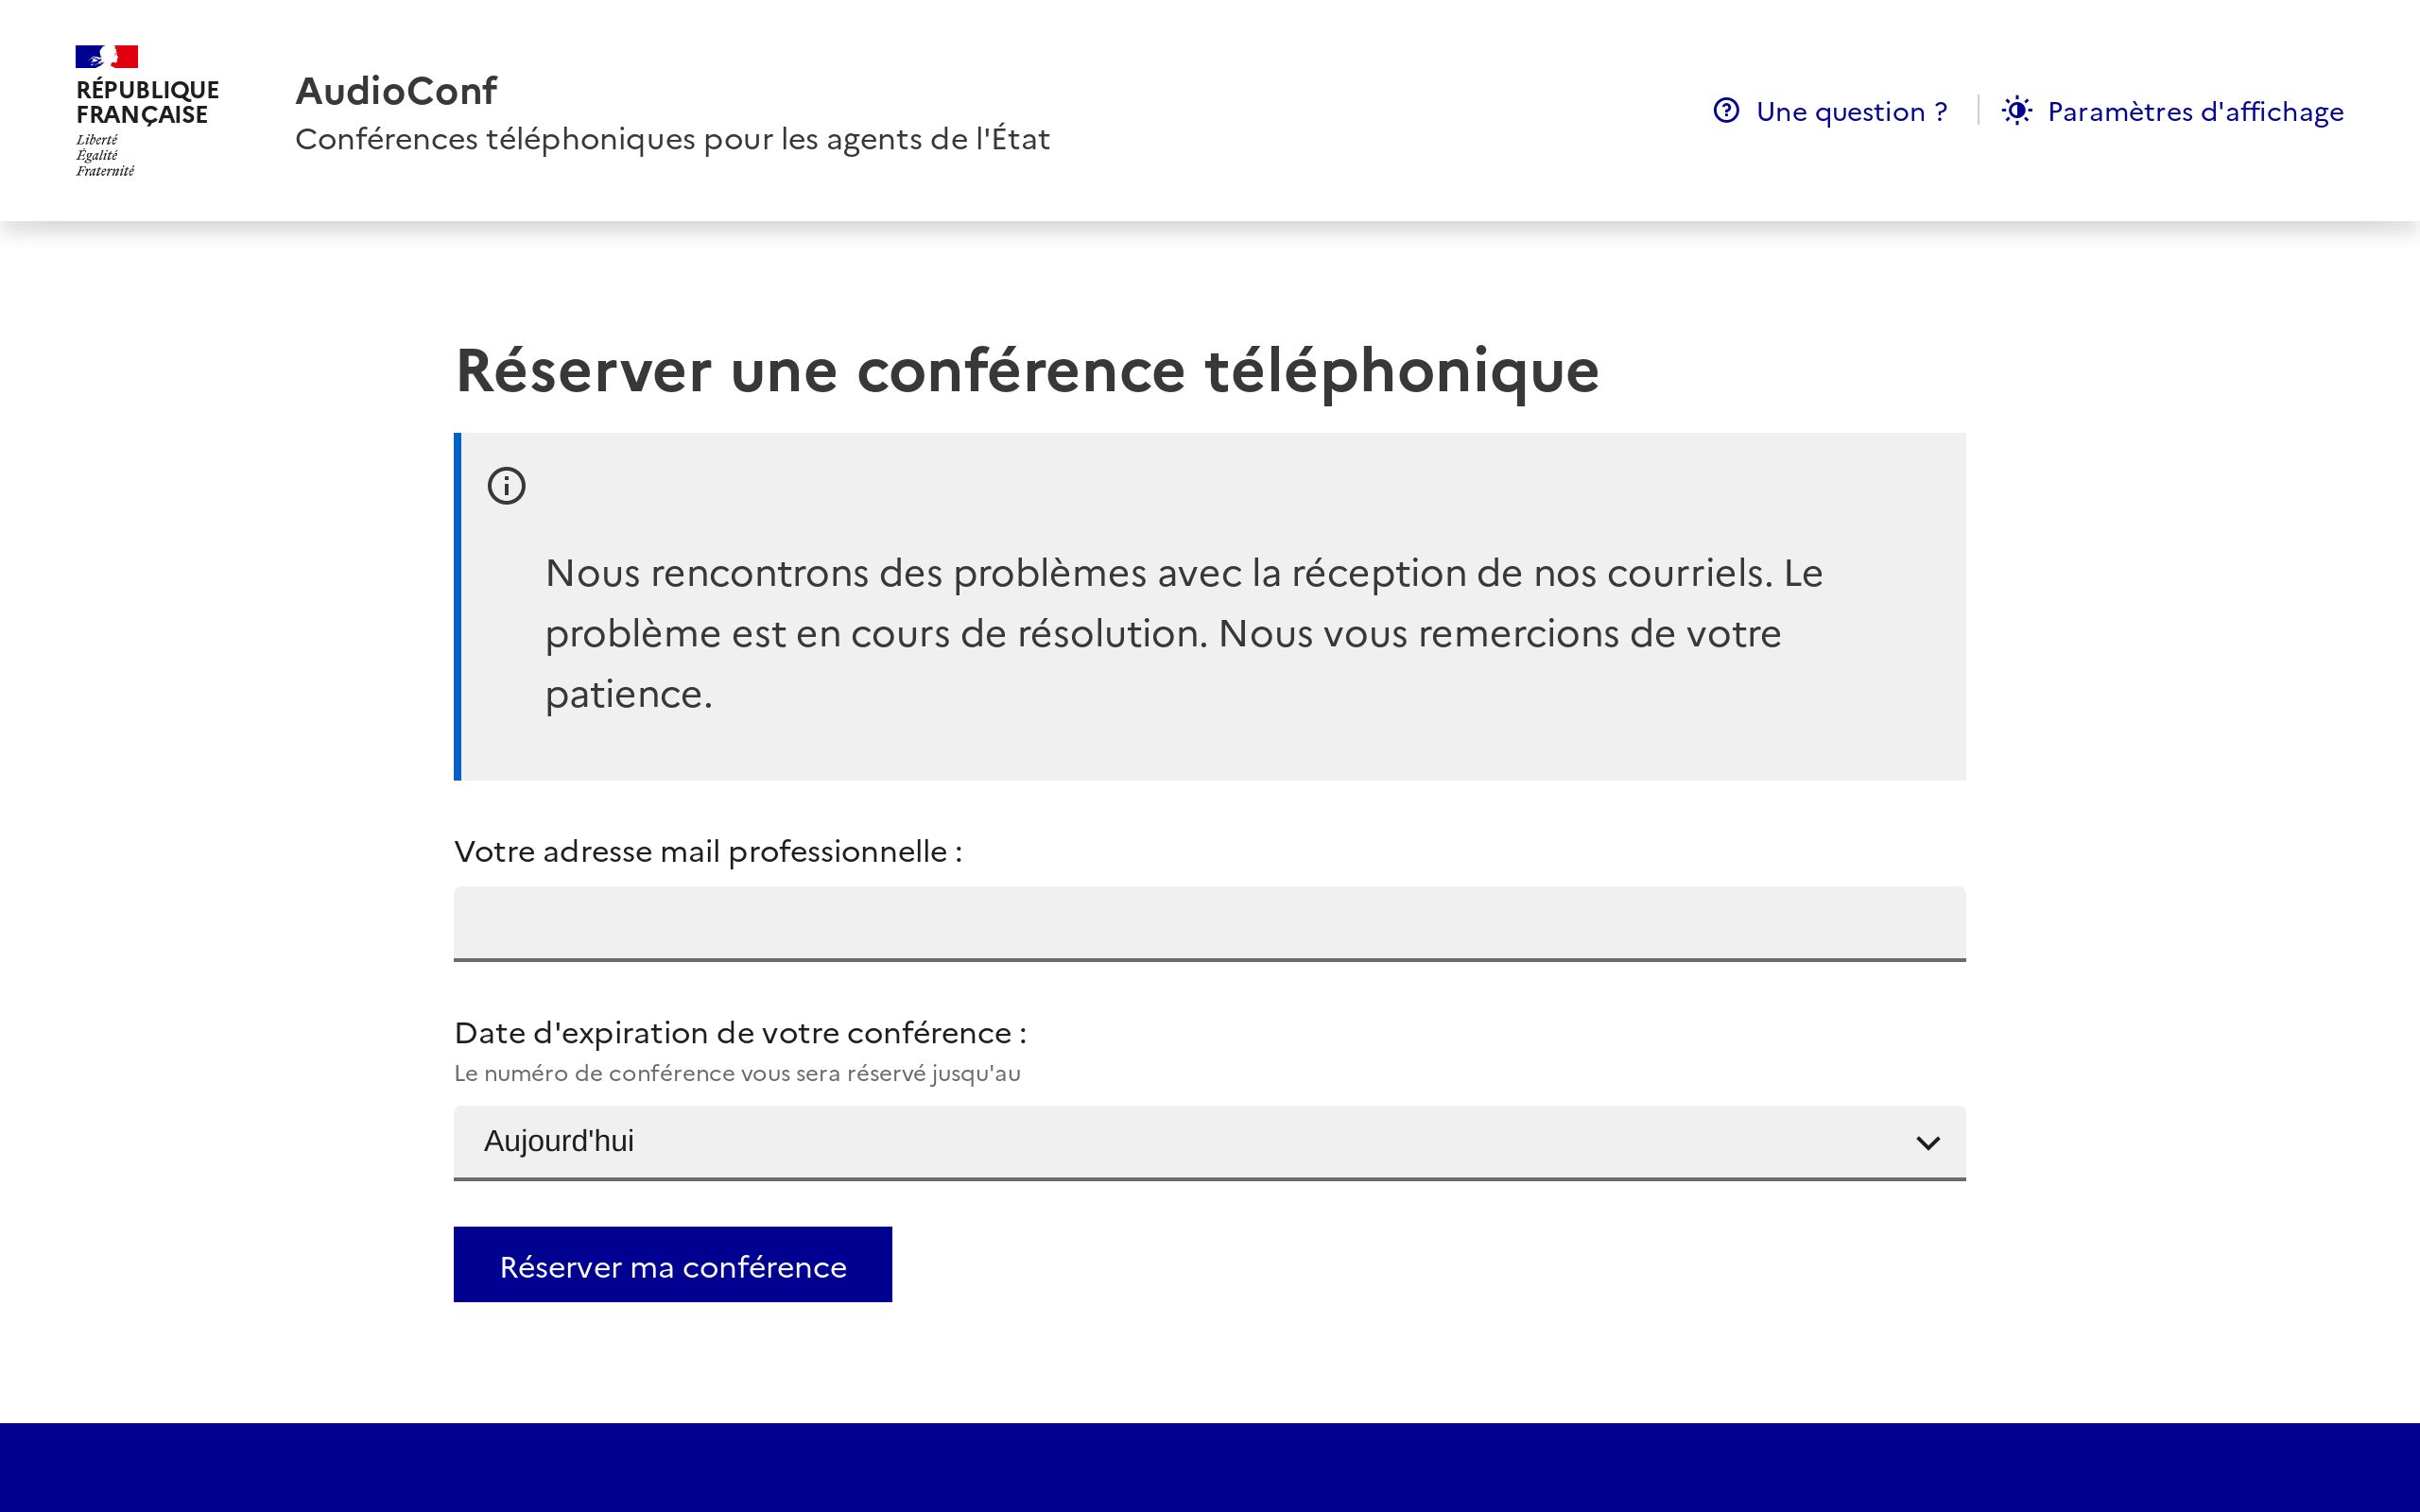 RÉPUBLIQUE
FRANÇAISE
Liberté
Égalité
Fraternité
AudioConf
Conférences téléphoniques pour les agents de l'État
Une question ?
Paramètres d'affichage
Réserver une conférence téléphonique
Nous rencontrons des problèmes avec la réception de nos courriels. Le
problème est en cours de résolution. Nous vous remercions de votre
patience.
Votre adresse mail professionnelle :
Date d'expiration de votre conférence :
Le numéro de conférence vous sera réservé jusqu'au
Aujourd'hui
Réserver ma conférence